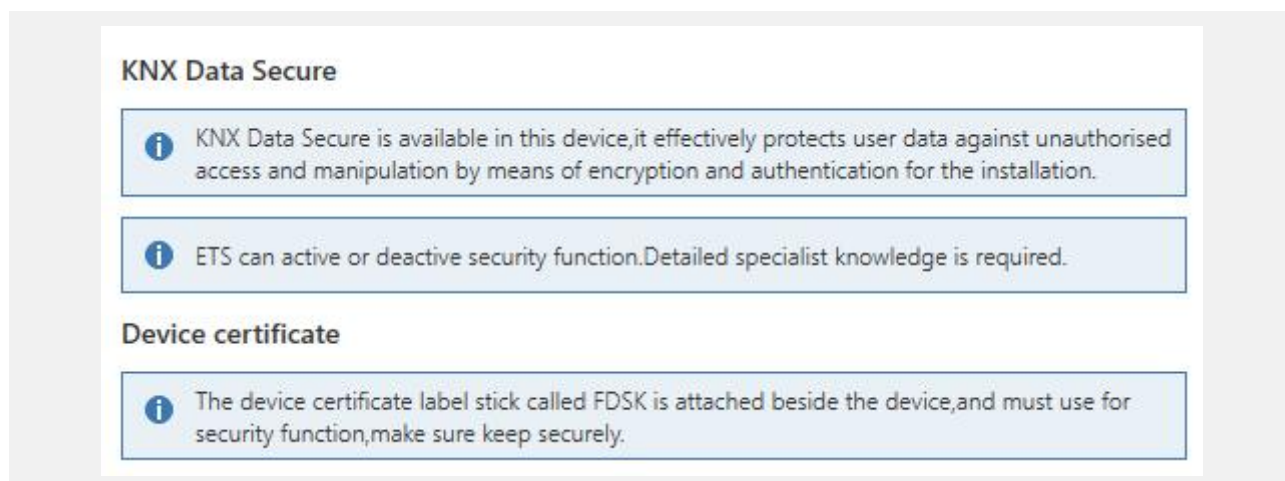 KNX Data Secure
KNX Data Secure is available in this device,it effectively protects user data against unauthorised
access and manipulation by means of encryption and authentication for the installation.
ETS can active or deactive security function.Detailed specialist knowledge is required.
Device certificate
The device certificate label stick called FDSK is attached beside the device,and must use for
security function,make sure keep securely.